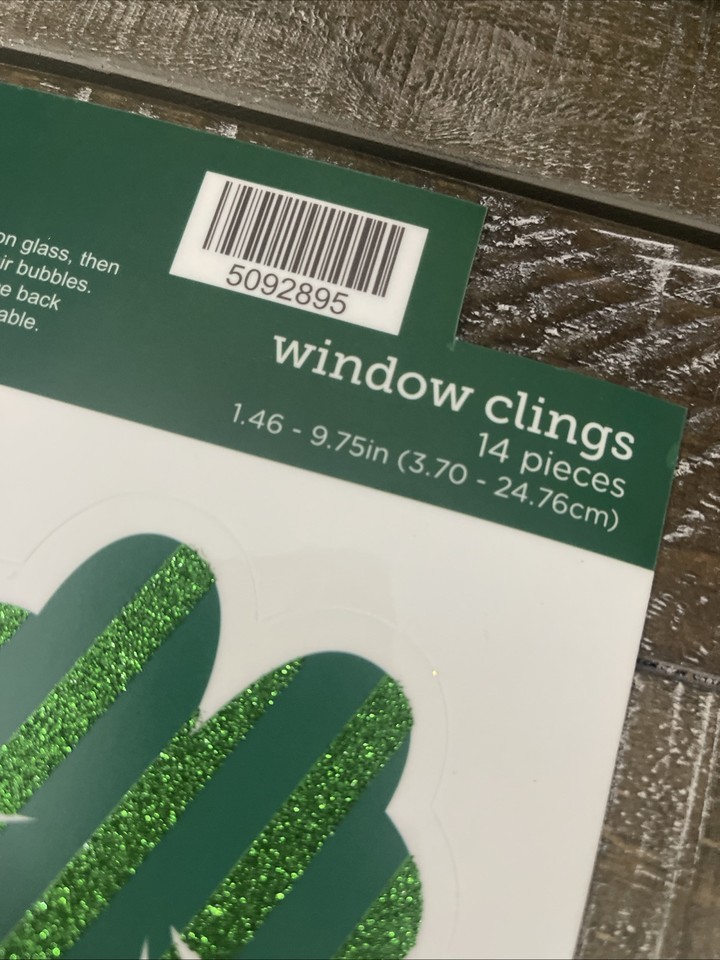 on glass, then
ir bubbles.
e back
able.
5092895
window clings
14 pieces
1.46 - 9.75in (3.70 - 24.76cm)